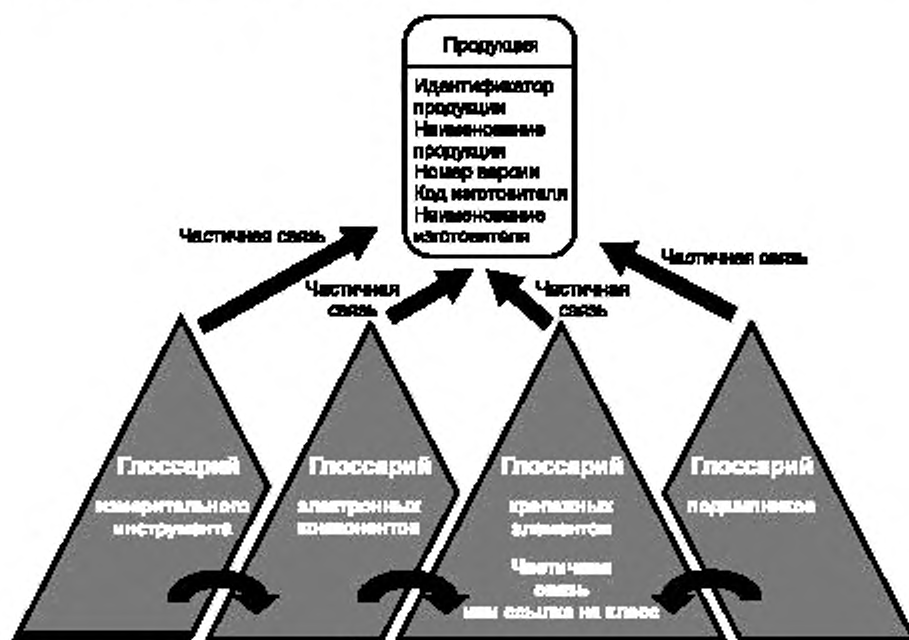 Продукция
Идентификатор
продукции
Наименование
продукции
Номер версии
Код изготовителя
Наименование
изготовителя
Частичная связь
Частичная
связь
Частичная
связь
Частичная связь
Глоссарий
измерительного
инструмента
Глоссарий
электронных
компонентов
Глоссарий
крепежных
элементов
Частичная
связь
или ссылка на класс
Глоссарий
подшипников